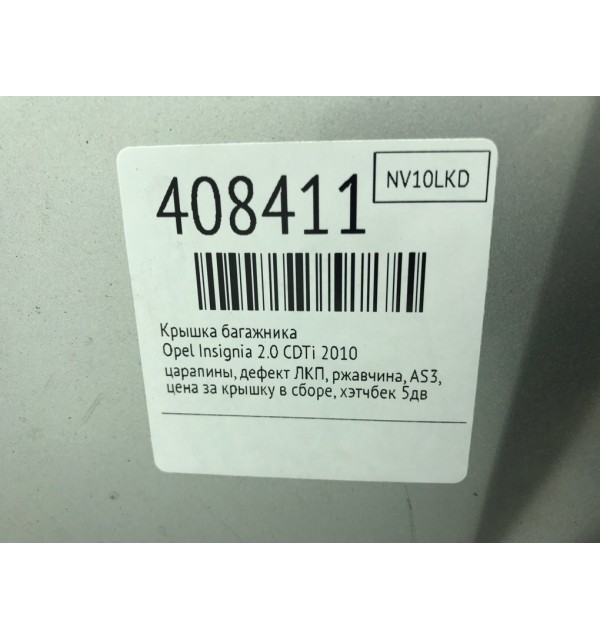 NV10LKD
408411
Крышка багажника
Opel Insignia 2.0 CDTi 2010
царапины, дефект ЛКП, ржавчина, AS3,
цена за крышку в сборе, хэтчбек 5дв